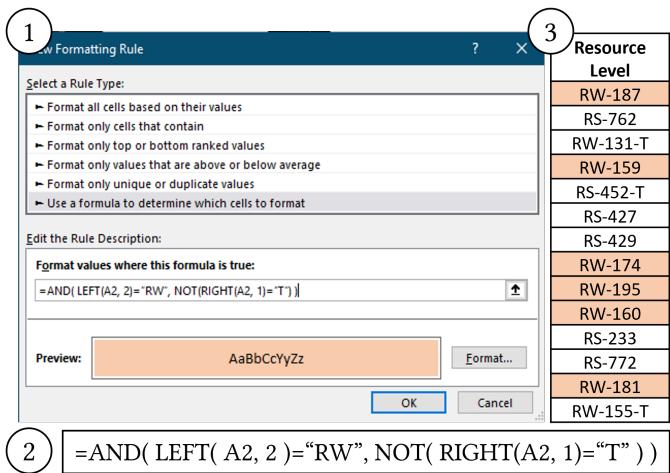 1
ew Formatting Rule ? ×
Select a Rule Type:
► Format all cells based on their values
► Format only cells that contain
► Format only top or bottom ranked values
► Format only values that are above or below average
► Format only unique or duplicate values
► Use a formula to determine which cells to format
Edit the Rule Description:
Format values where this formula is true:
=AND( LEFT(A2, 2)="RW", NOT(RIGHT(A2, 1)="T") )
Preview:
AaBbCcYyZz
Format...
OK
Cancel
3
Resource
Level
RW-187
RS-762
RW-131-T
RW-159
RS-452-T
RS-427
RS-429
RW-174
RW-195
RW-160
RS-233
RS-772
RW-181
RW-155-T
2
=AND( LEFT( A2, 2 )=“RW”, NOT( RIGHT(A2, 1)=“T” ) )